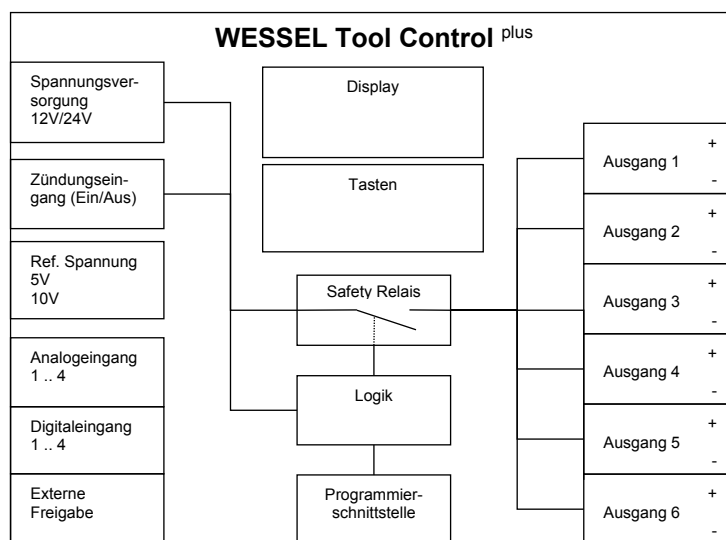 WESSEL Tool Control plus
Spannungsver-
sorgung
12V/24V
Zündungsein-
gang (Ein/Aus)
Ref. Spannung
5V
10V
Analogeingang
1 .. 4
Digitaleingang
1 .. 4
Externe
Freigabe
Display
Tasten
Safety Relais
Logik
Programmier-
schnittstelle
+
Ausgang 1
-
+
Ausgang 2
-
+
Ausgang 3
-
+
Ausgang 4
-
+
Ausgang 5
-
+
Ausgang 6
-